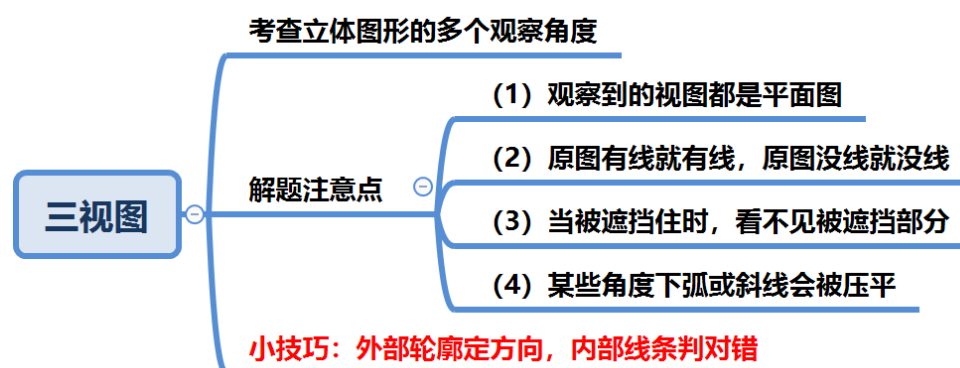 考查立体图形的多个观察角度
（1）观察到的视图都是平面图
（2）原图有线就有线，原图没线就没线
三视图
解题注意点
（3）当被遮挡住时，看不见被遮挡部分
（4）某些角度下弧或斜线会被压平
小技巧：外部轮廓定方向，内部线条判对错